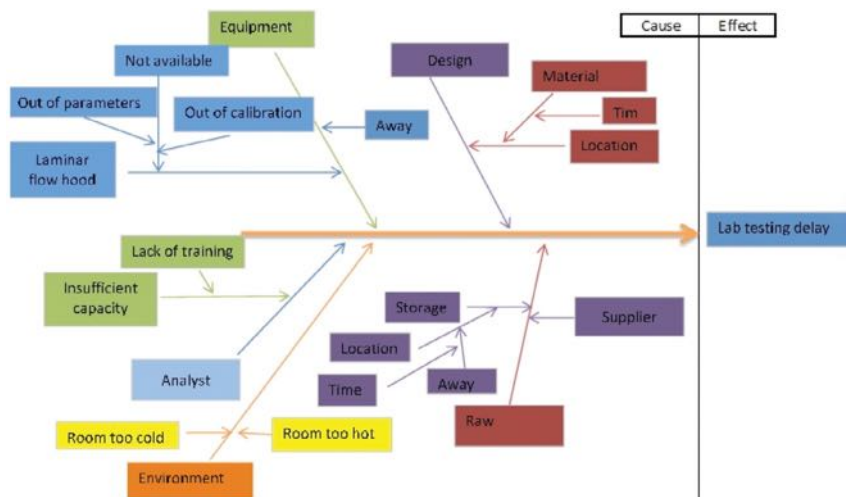 Cause
Effect
Equipment
Not available
Out of parameters
Out of calibration
Away
Laminar
flow hood
Design
Material
Tim
Location
Lab testing delay
Lack of training
Insufficient
capacity
Analyst
Room too cold
Room too hot
Environment
Storage
Supplier
Location
Time
Away
Raw